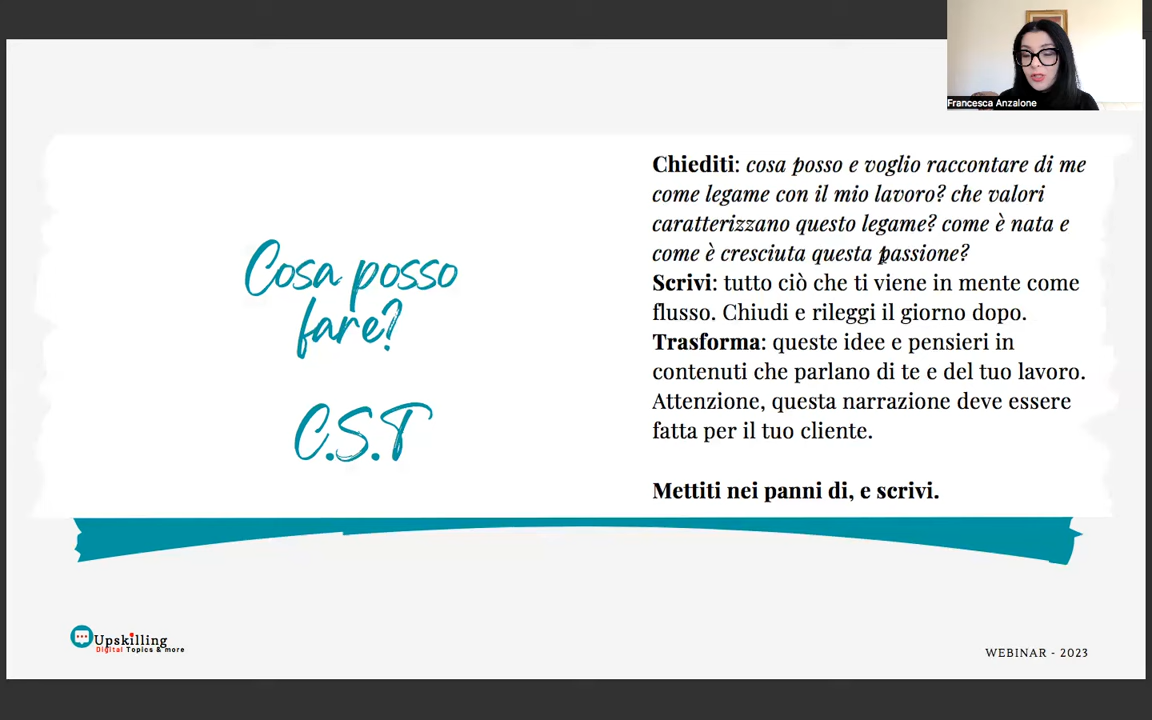 Francesca Anzalone
Cosa posso
fare?
C.S.T
Chiediti: cosa posso e voglio raccontare di me
come legame con il mio lavoro? che valori
caratterizzano questo legame? come è nata e
come è cresciuta questa passione?
Scrivi: tutto ciò che ti viene in mente come
flusso. Chiudi e rileggi il giorno dopo.
Trasforma: queste idee e pensieri in
contenuti che parlano di te e del tuo lavoro.
Attenzione, questa narrazione deve essere
fatta per il tuo cliente.
Mettiti nei panni di, e scrivi.
Upskilling
Digital Topics & more
WEBINAR - 2023